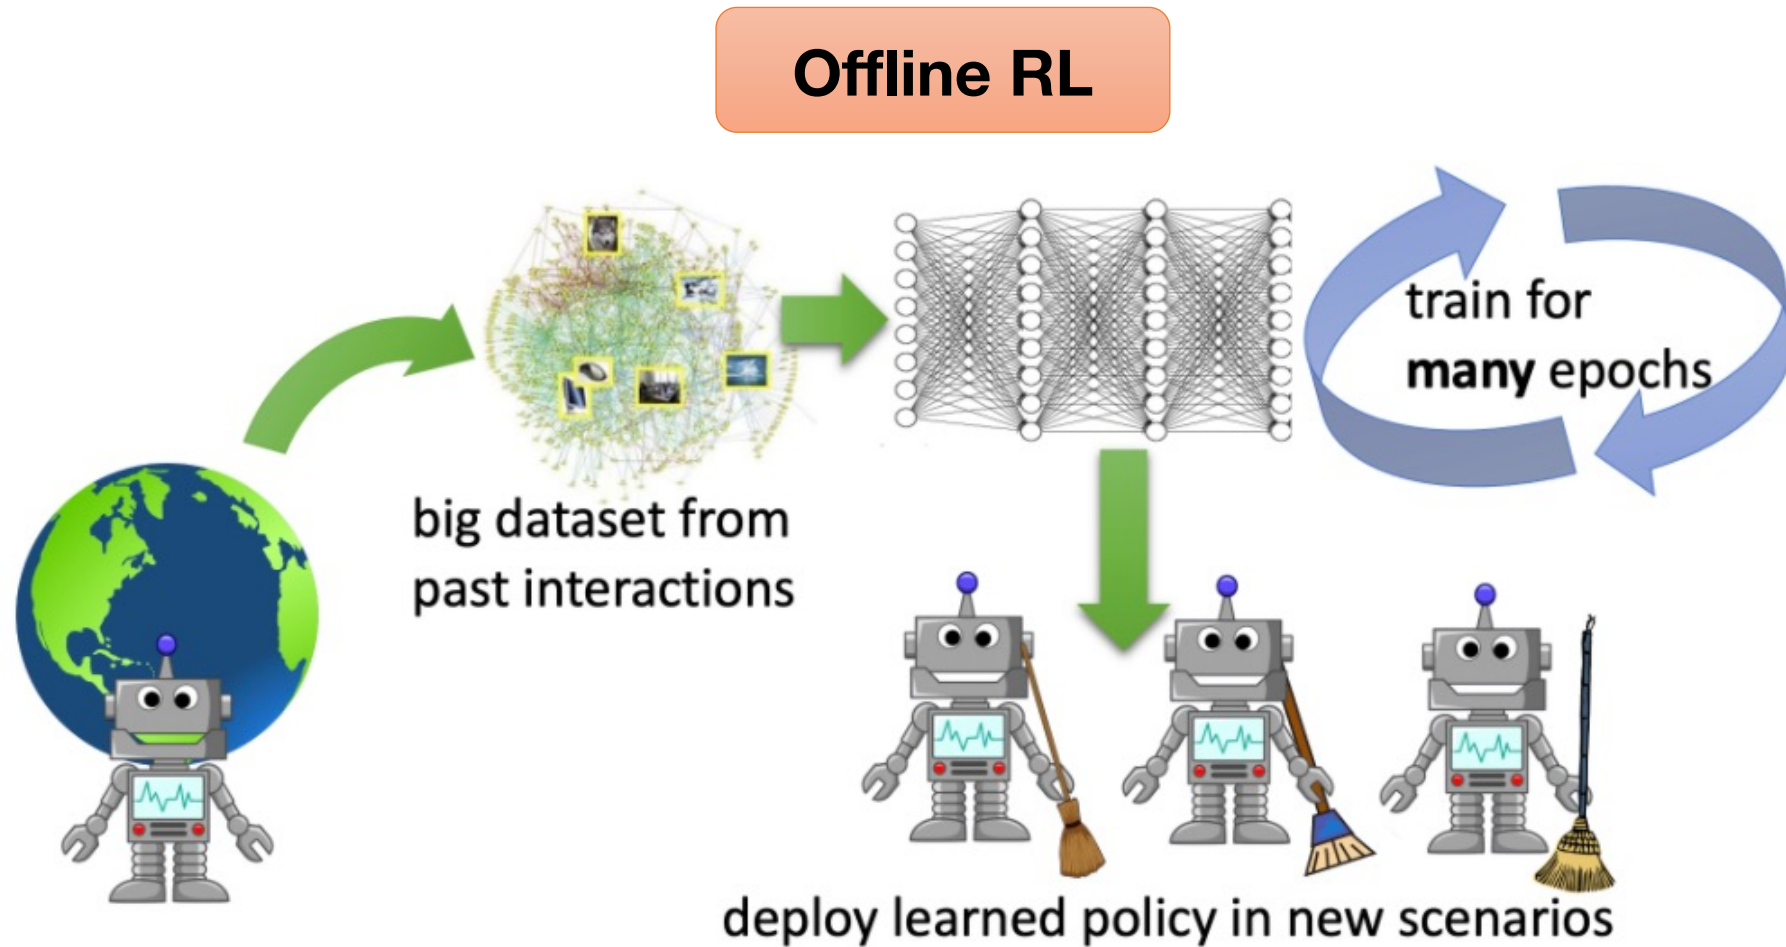 Offline RL
big dataset from
past interactions
train for
many epochs
deploy learned policy in new scenarios